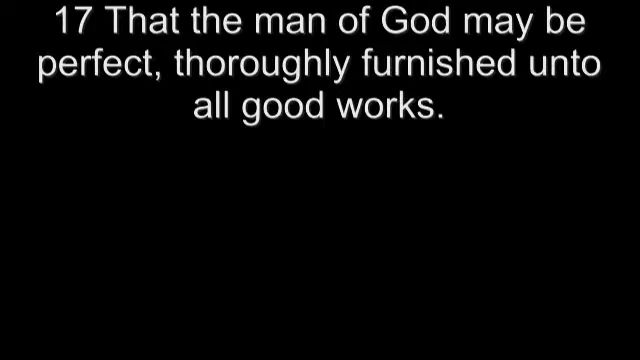 17 That the man of God may be
perfect, thoroughly furnished unto
all good works.